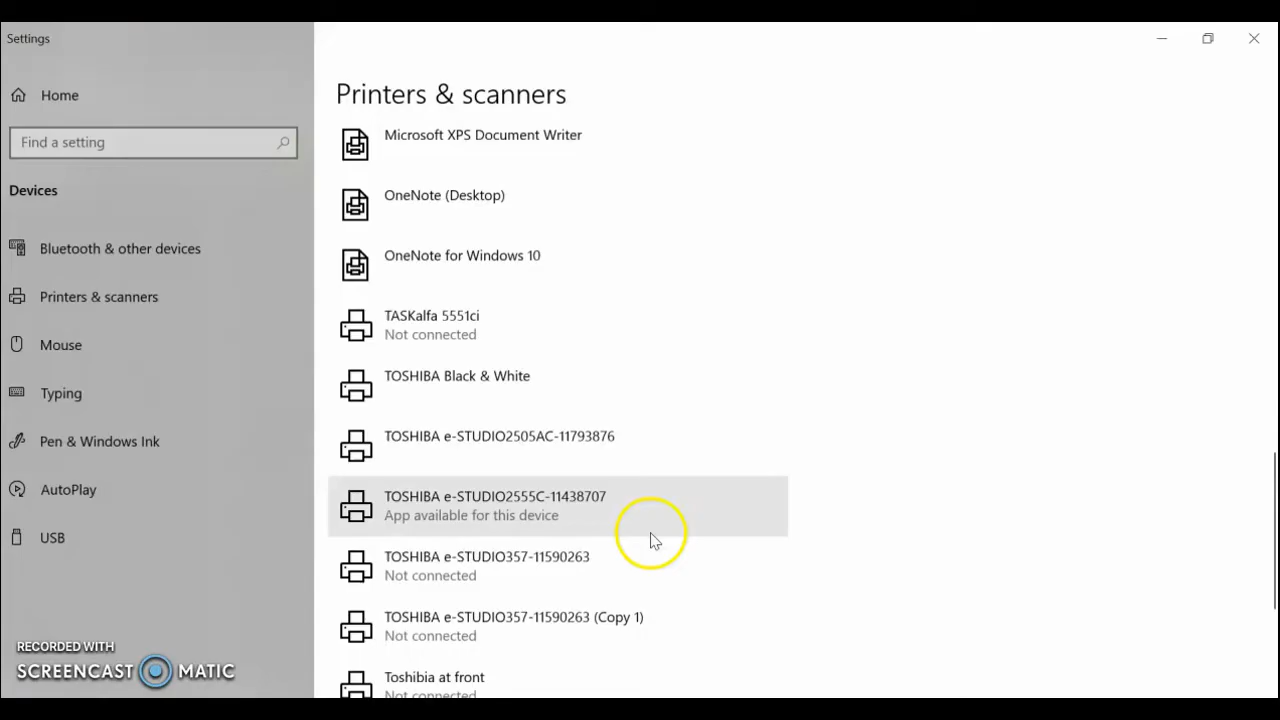 Settings
Home
Find a setting
Devices
Bluetooth & other devices
Printers & scanners
Mouse
Typing
Pen & Windows Ink
AutoPlay
USB
RECORDED WITH
SCREENCAST MATIC
Printers & scanners
Microsoft XPS Document Writer
OneNote (Desktop)
OneNote for Windows 10
TASKalfa 5551ci
Not connected
TOSHIBA Black & White
TOSHIBA e-STUDIO2505AC-11793876
TOSHIBA e-STUDIO2555C-11438707
App available for this device
TOSHIBA e-STUDIO357-11590263
Not connected
TOSHIBA e-STUDIO357-11590263 (Copy 1)
Not connected
Toshibia at front
Not connected